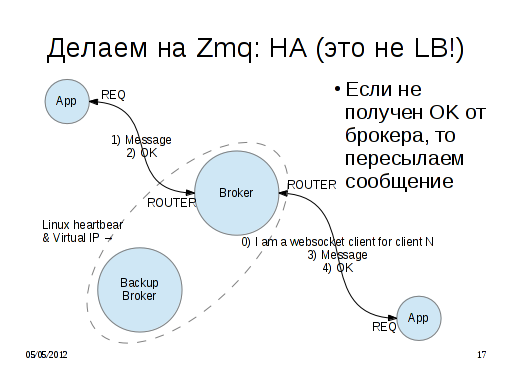 Делаем на Zmq: HA (это не LB!)
App
REQ
1) Message
2) OK
ROUTER
Broker
ROUTER
• Если не
получен OK от
брокера, то
пересылаем
сообщение
Linux heartbear
& Virtual IP
0) I am a websocket client for client N
3) Message
4) OK
Backup
Broker
REQ
App
05/05/2012
17